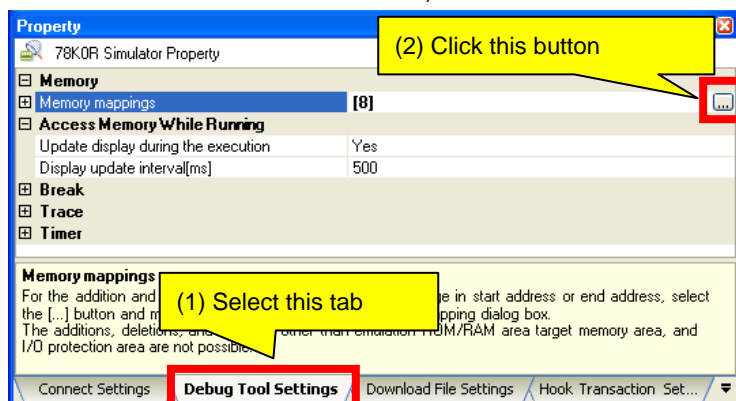 Property
78K0R Simulator Property
(2) Click this button
Memory
Memory mappings [8]
...
Access Memory While Running
Update display during the execution Yes
Display update interval[ms] 500
Break
Trace
Timer
Memory mappings
For the addition and ge in start address or end address, select
the [...] button and m pping dialog box.
The additions, deletions, and other than emulation ROM/RAM area target memory area, and
I/O protection area are not possible.
(1) Select this tab
Connect Settings Debug Tool Settings Download File Settings Hook Transaction Set...